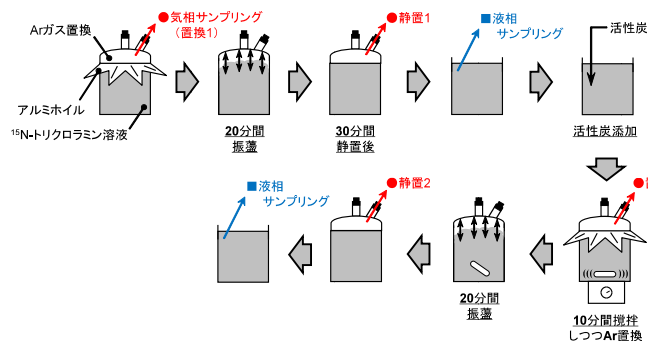 Arガス置換
●気相サンプリング
(置換1)
アルミホイル
¹⁵N-トリクロラミン溶液
20分間
振蘯
●静置1
30分間
静置後
■液相
サンプリング
活性炭
活性炭添加
●
10分間撹拌
しつつAr置換
20分間
振蘯
●静置2
■液相
サンプリング